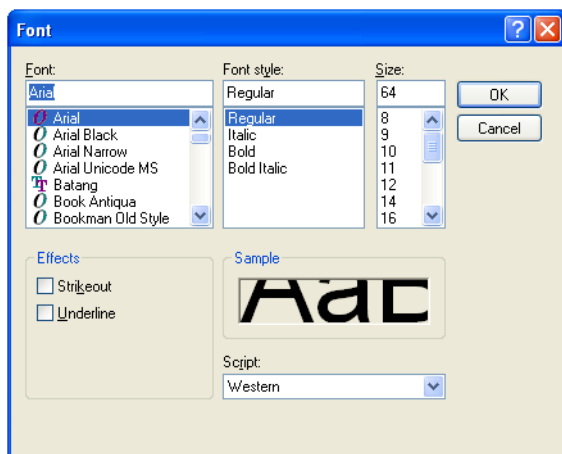 Font
Font: Font style: Size:
Arial Regular 64
OK
Cancel
Arial
Arial Black
Arial Narrow
Arial Unicode MS
Batang
Book Antiqua
Bookman Old Style
Regular
Italic
Bold
Bold Italic
8
9
10
11
12
14
16
Effects
Strikeout
Underline
Sample
AaB
Script:
Western